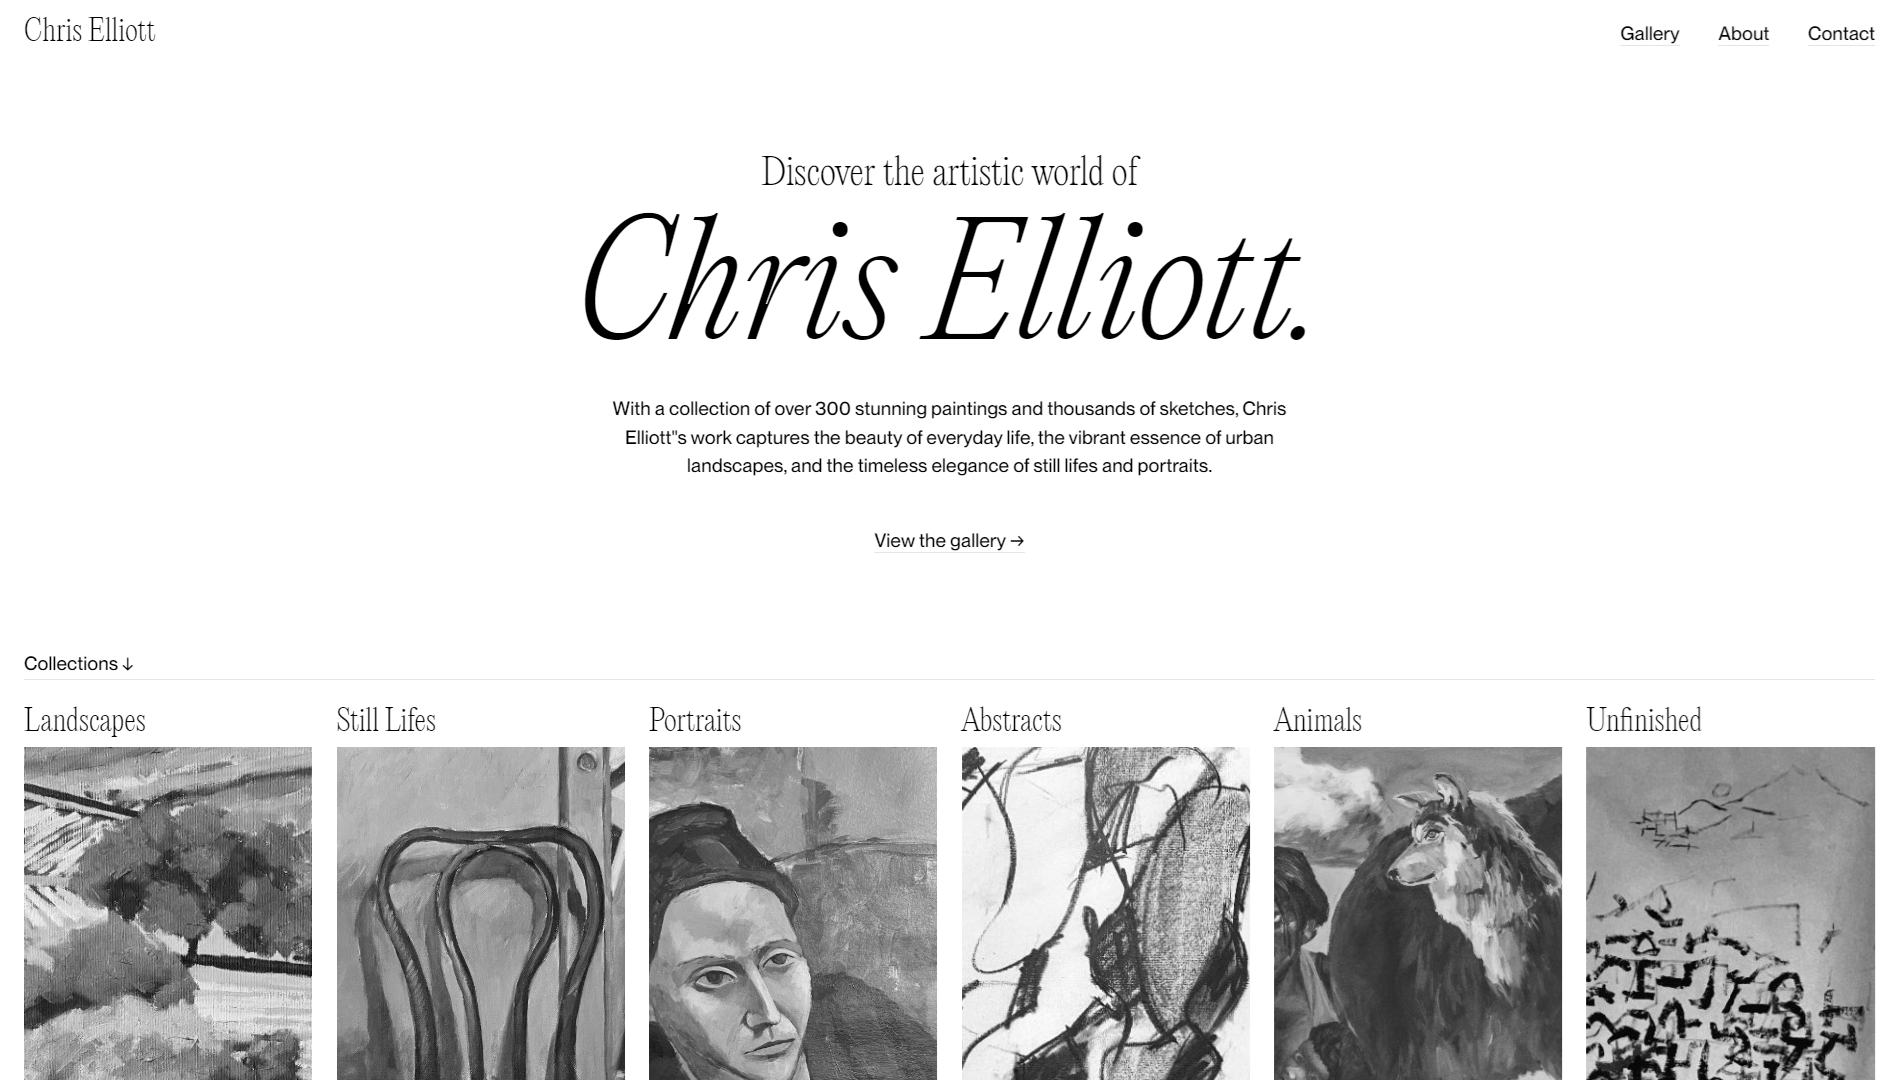 Chris Elliott
Gallery
About
Contact
Discover the artistic world of
Chris Elliott.
With a collection of over 300 stunning paintings and thousands of sketches, Chris
Elliott"s work captures the beauty of everyday life, the vibrant essence of urban
landscapes, and the timeless elegance of still lifes and portraits.
View the gallery →
Collections ↓
Landscapes
Still Lifes
Portraits
Abstracts
Animals
Unfinished